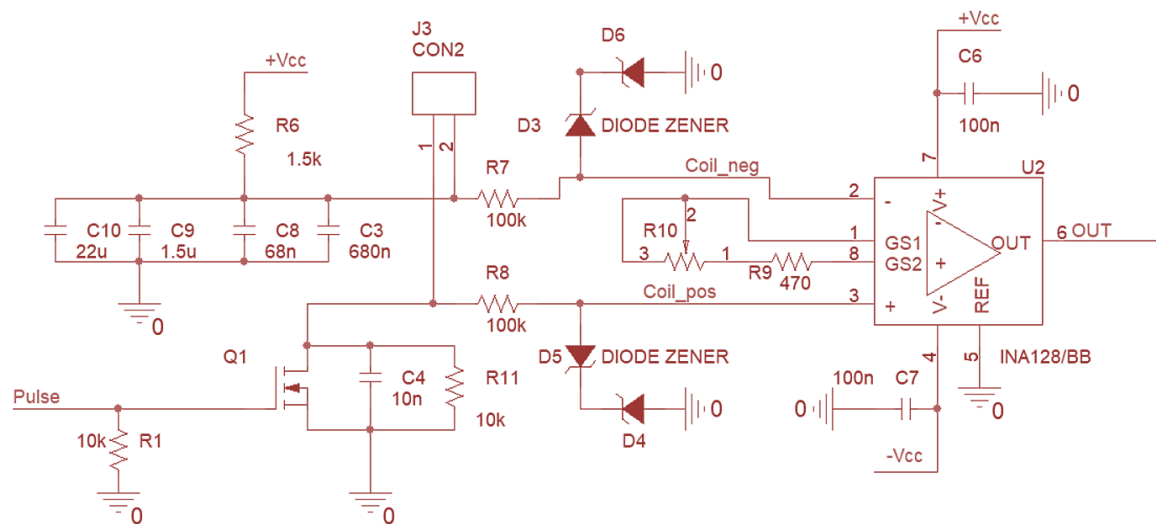 J3
CON2
D6
+Vcc
+Vcc
C6
0
0
100n
R6
1.5k
D3
DIODE ZENER
1
2
R7
100k
Coil_neg
7
U2
2
-
V+
-
C10
22u
C9
1.5u
C8
68n
C3
680n
R10
2
3
1
R9
470
1
GS1
8
GS2
+
OUT
6
OUT
R8
100k
Coil_pos
3
+
V-
REF
0
Q1
D5
DIODE ZENER
4
5
INA128/BB
C4
10n
R11
10k
100n
C7
0
0
0
D4
Pulse
10k
R1
-Vcc
0
0